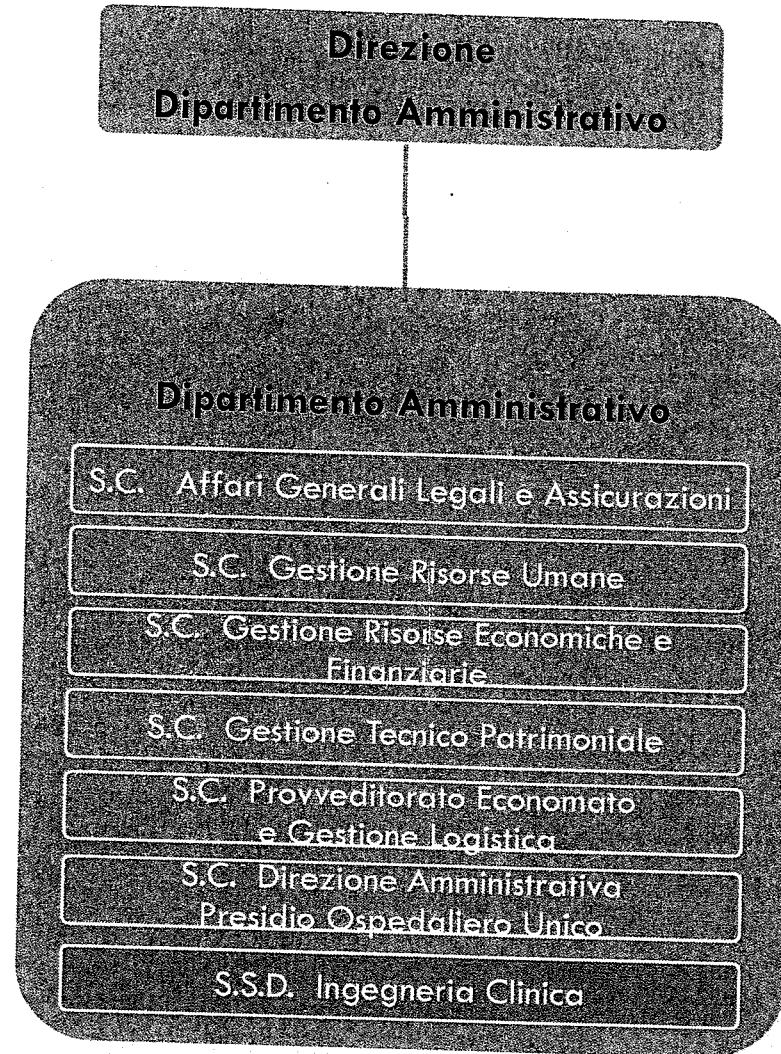 Direzione
Dipartimento Amministrativo
Dipartimento Amministrativo
S.C. Affari Generali Legali e Assicurazioni
S.C. Gestione Risorse Umane
S.C. Gestione Risorse Economiche e
Finanziarie
S.C. Gestione Tecnico Patrimoniale
S.C. Provveditorato Economato
e Gestione Logistica
S.C. Direzione Amministrativa
Presidio Ospedaliero Unico
S.S.D. Ingegneria Clinica